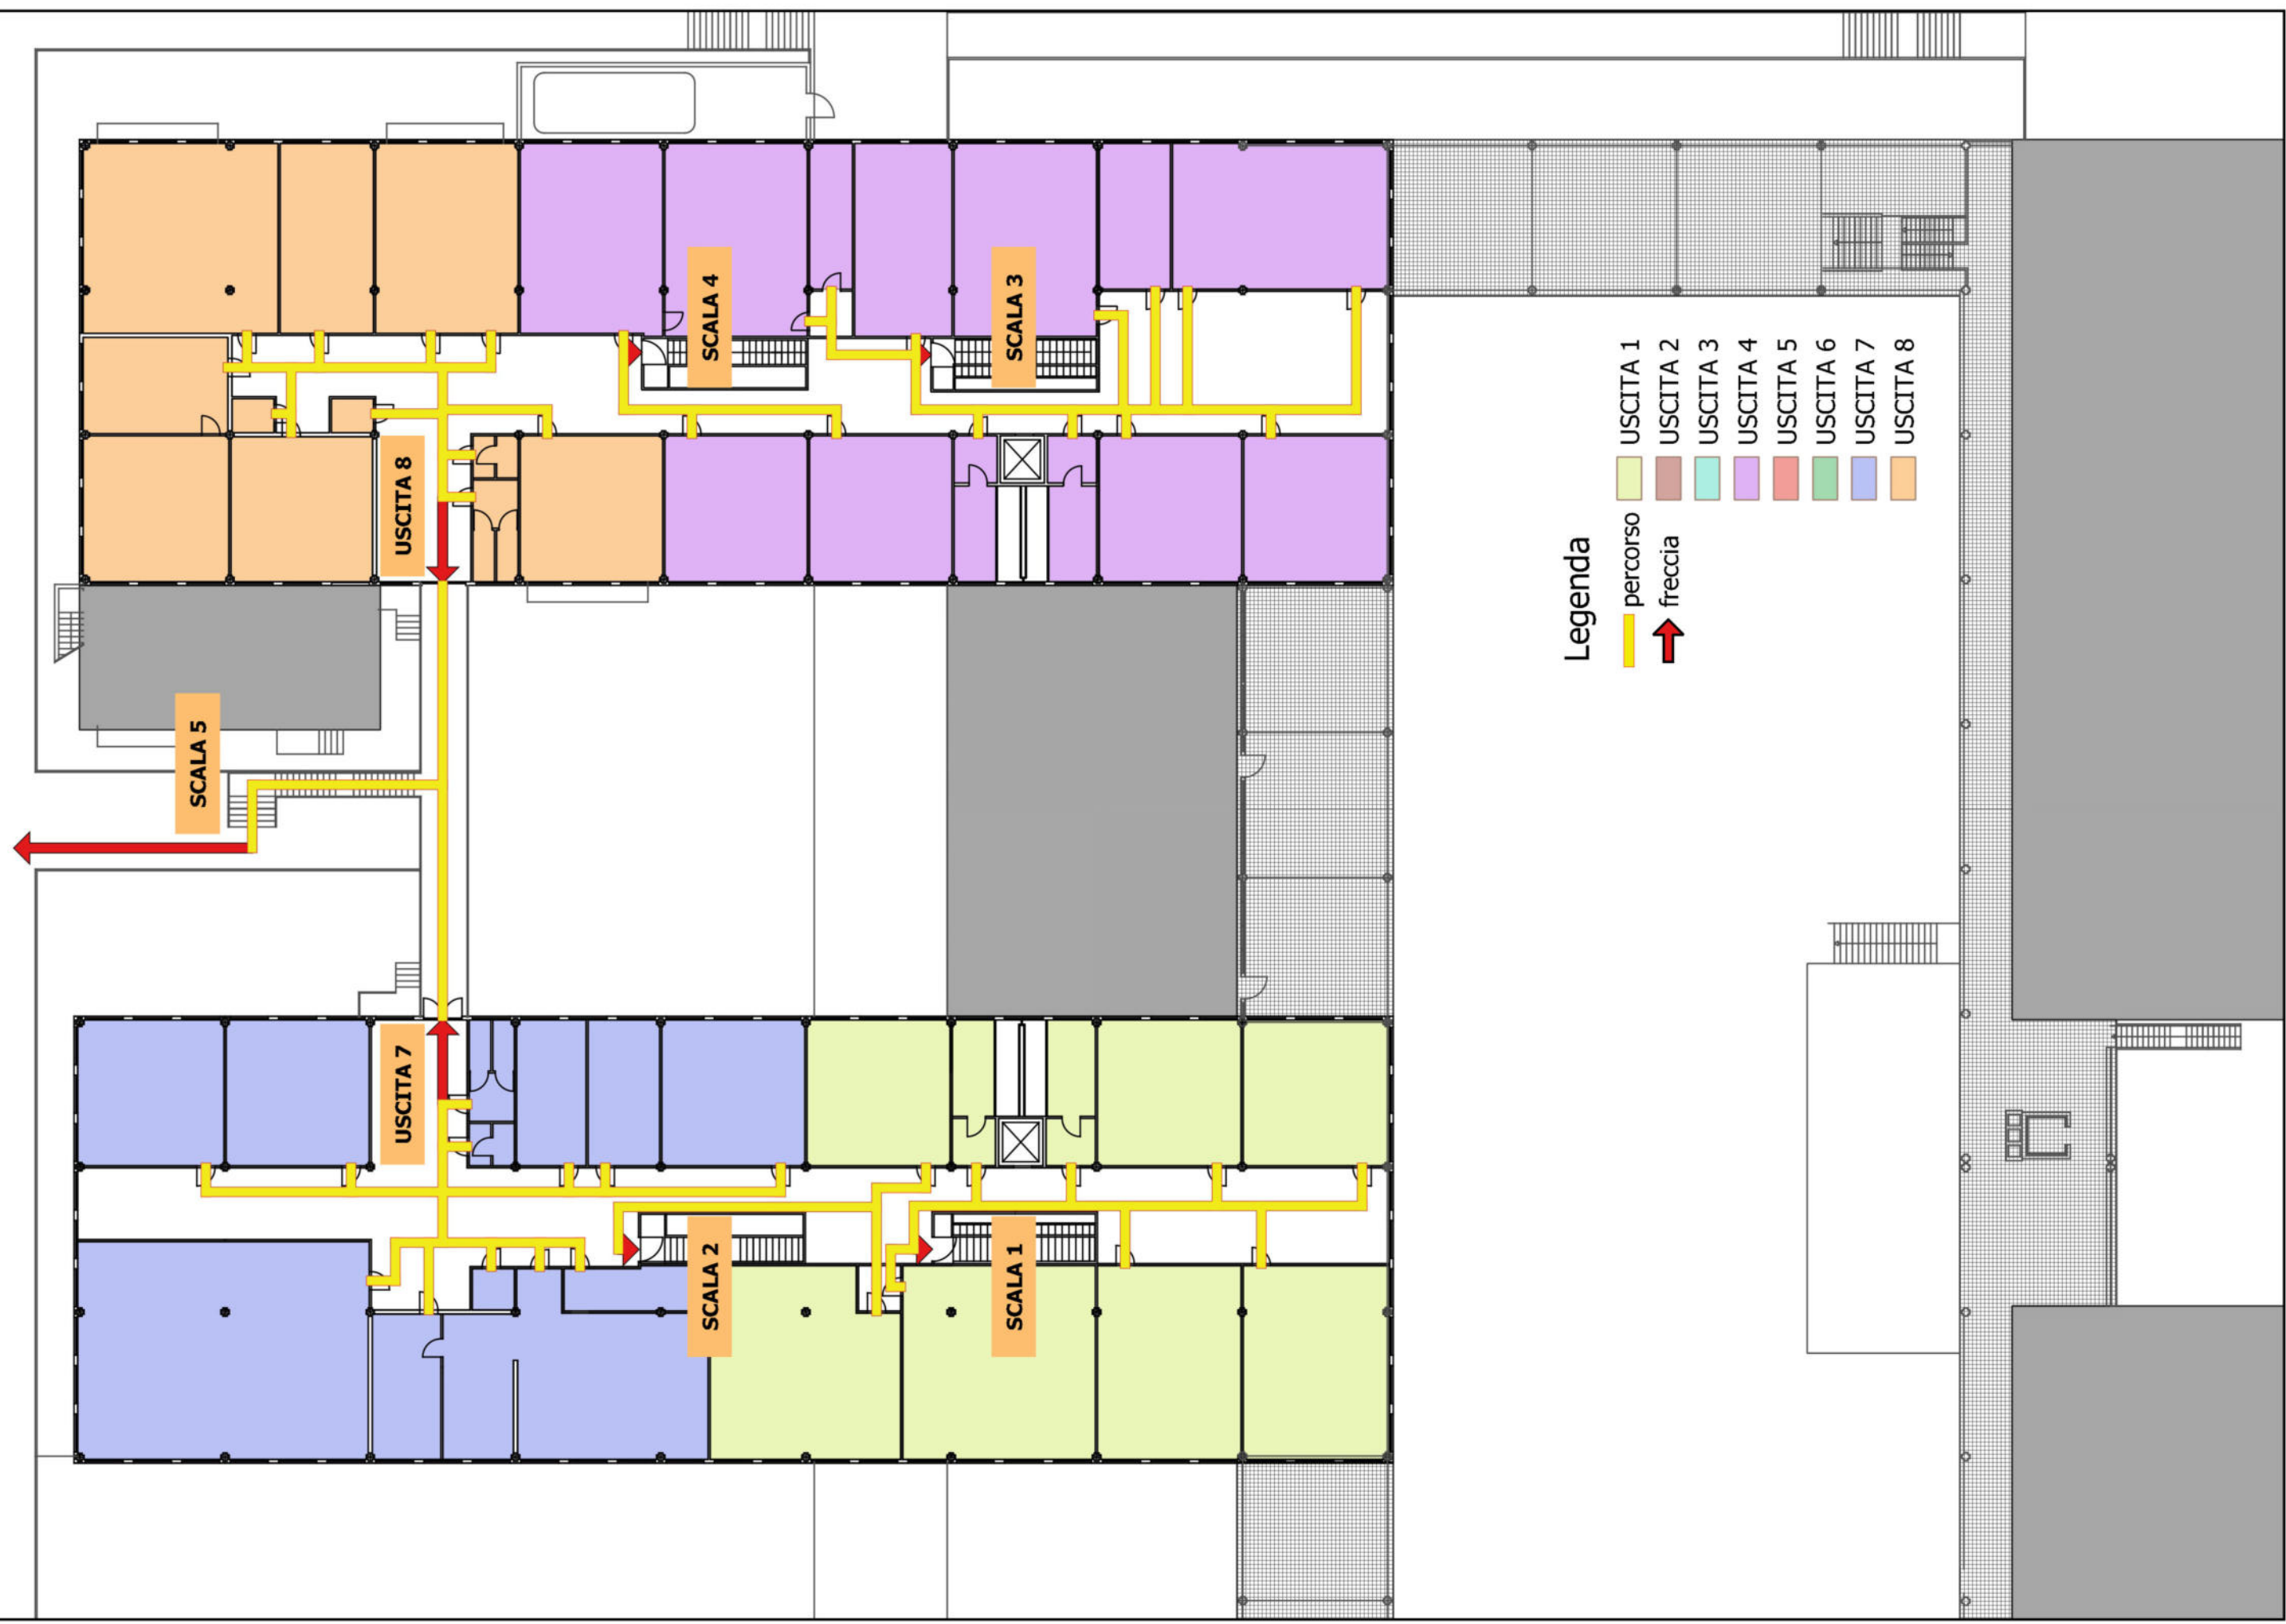 SCALA 5
USCITA 8
SCALA 4
SCALA 3
USCITA 7
SCALA 2
SCALA 1
Legenda
percorso
freccia
USCITA 1
USCITA 2
USCITA 3
USCITA 4
USCITA 5
USCITA 6
USCITA 7
USCITA 8